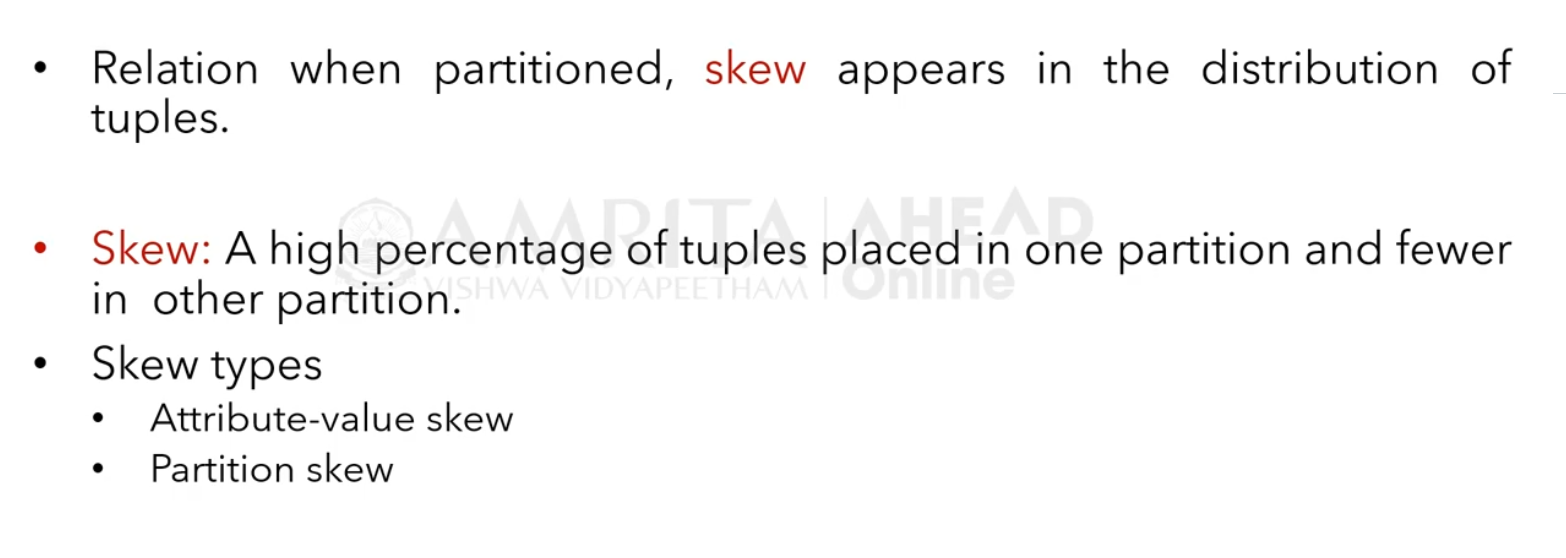 • Relation when partitioned, skew appears in the distribution of
tuples.
AMRITA AHEAD
VISHWA VIDYAPEETHAM Online
• Skew: A high percentage of tuples placed in one partition and fewer
in other partition.
• Skew types
• Attribute-value skew
• Partition skew